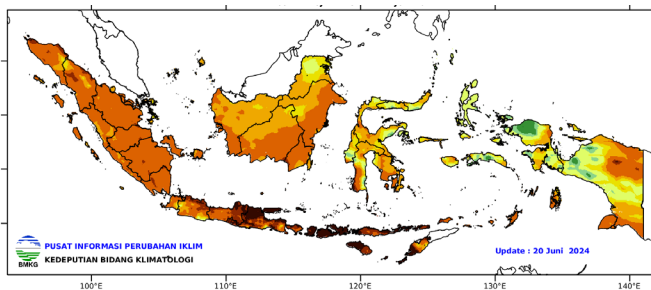 PUSAT INFORMASI PERUBAHAN IKLIM
KEDEPUTIAN BIDANG KLIMATOLOGI
BMKG
Update : 20 Juni 2024
100°E 110°E 120°E 130°E 140°E